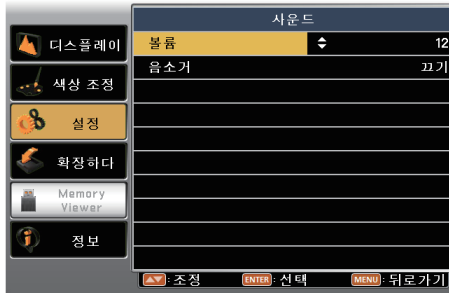 사운드
디스플레이
색상 조정
설정
확장하다
Memory
Viewer
정보
볼륨 12
음소거 끄기
:조정 ENTER:선택 MENU:뒤로가기